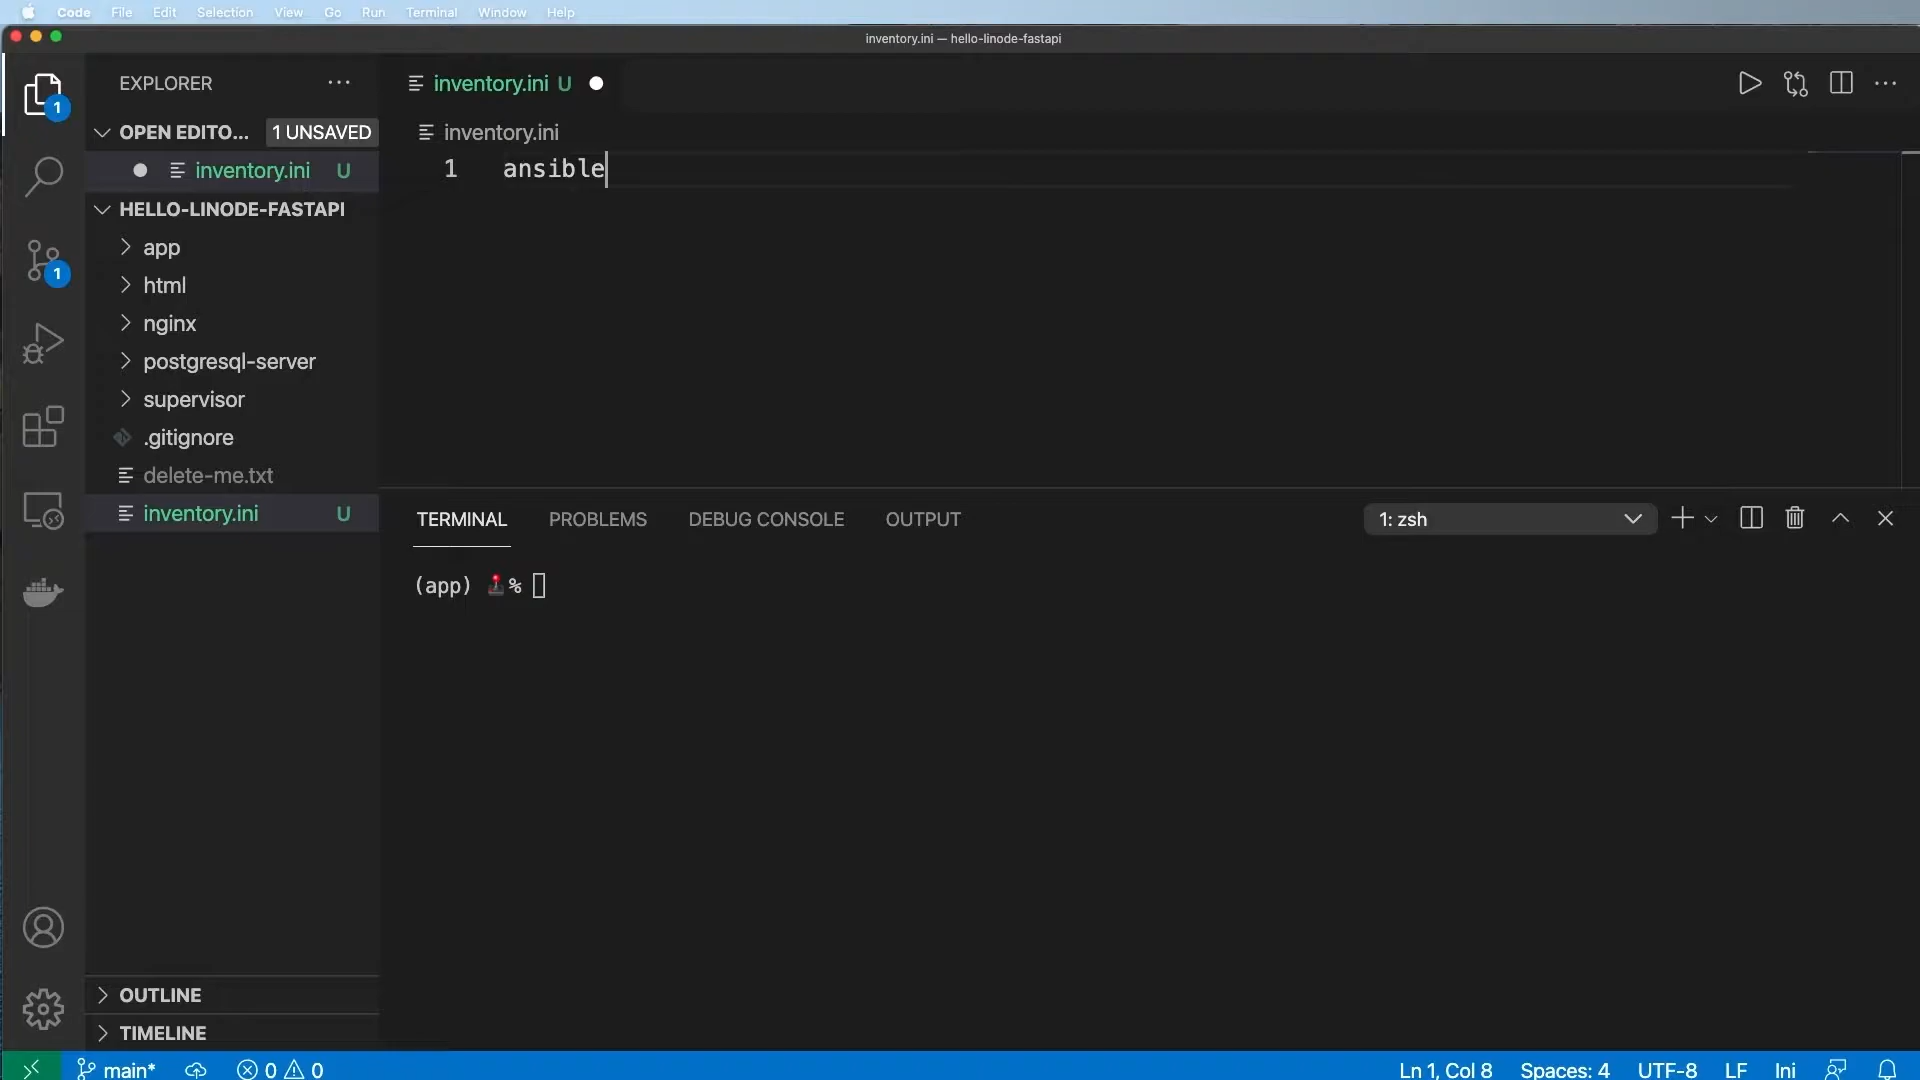 Code File Edit Selection View Go Run Terminal Window Help
inventory.ini — hello-linode-fastapi
EXPLORER
inventory.ini U
1
OPEN EDITO... 1 UNSAVED
inventory.ini
inventory.ini U
1 ansible
HELLO-LINODE-FASTAPI
app
1
html
nginx
postgresql-server
supervisor
.gitignore
delete-me.txt
inventory.ini U
TERMINAL PROBLEMS DEBUG CONSOLE OUTPUT 1: zsh
(app) %
OUTLINE
TIMELINE
main* 0 0 Ln 1, Col 8 Spaces: 4 UTF-8 LF Ini